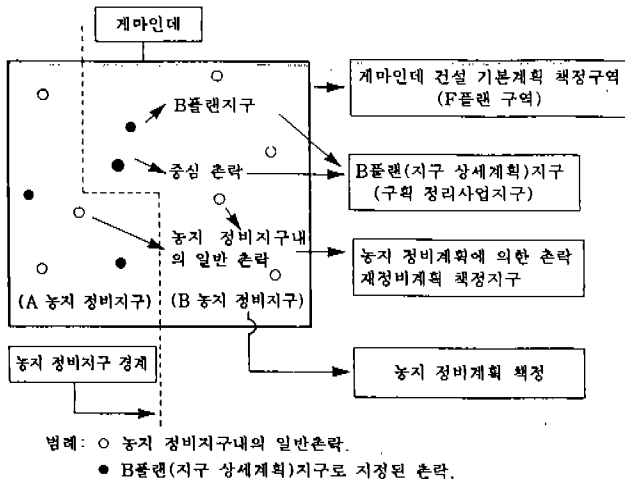 게마인데
게마인데 건설 기본계획 책정구역
(F플랜 구역)
B플랜지구
중심 촌락
B플랜(지구 상세계획)지구
(구획 정리사업지구)
농지 정비지구내
의 일반 촌락
농지 정비계획에 의한 촌락
재정비계획 책정지구
(A 농지 정비지구)
(B 농지 정비지구)
농지 정비지구 경계
농지 정비계획 책정
범례: ○ 농지 정비지구내의 일반촌락.
● B플랜(지구 상세계획)지구로 지정된 촌락.